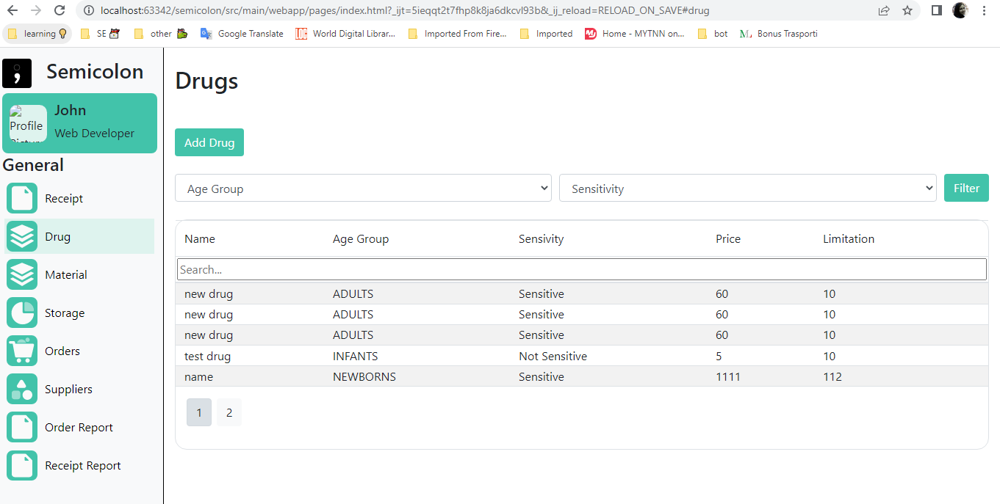 localhost:63342/semicolon/src/main/webapp/pages/index.html?_ijt=5ieqqt2t7fhp8k8ja6dkcvl93b&_ij_reload=RELOAD_ON_SAVE#drug
learning SE other Google Translate World Digital Librar... Imported From Fire... Imported Home - MYTNN on... bot Bonus Trasporti
Semicolon
John
Profile
Web Developer
General
Receipt
Drug
Material
Storage
Orders
Suppliers
Order Report
Receipt Report
Drugs
Add Drug
Age Group Sensitivity Filter
Name Age Group Sensivity Price Limitation
Search...
new drug ADULTS Sensitive 60 10
new drug ADULTS Sensitive 60 10
new drug ADULTS Sensitive 60 10
test drug INFANTS Not Sensitive 5 10
name NEWBORNS Sensitive 1111 112
1 2